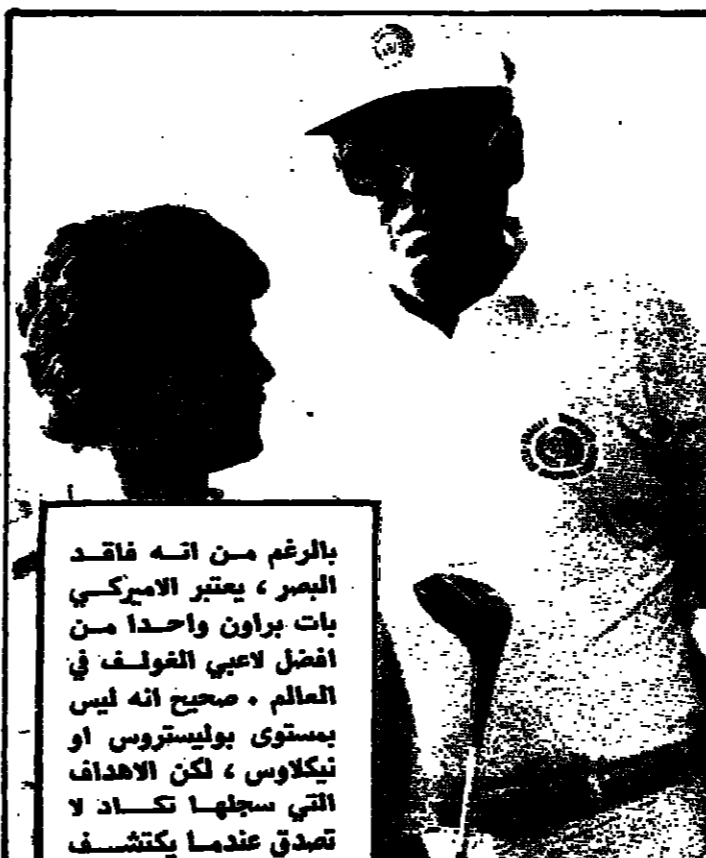 بالرغم من انه فاقد
البصر ، يعتبر الاميركي
بات براون واحدا من
افضل لاعبي الغولف في
العالم . صحيح انه ليس
بمستوى بوليستروس او
نيكلاوس ، لكن الاهداف
التي سجلها تكاد لا
تصدق عندما يكتشف